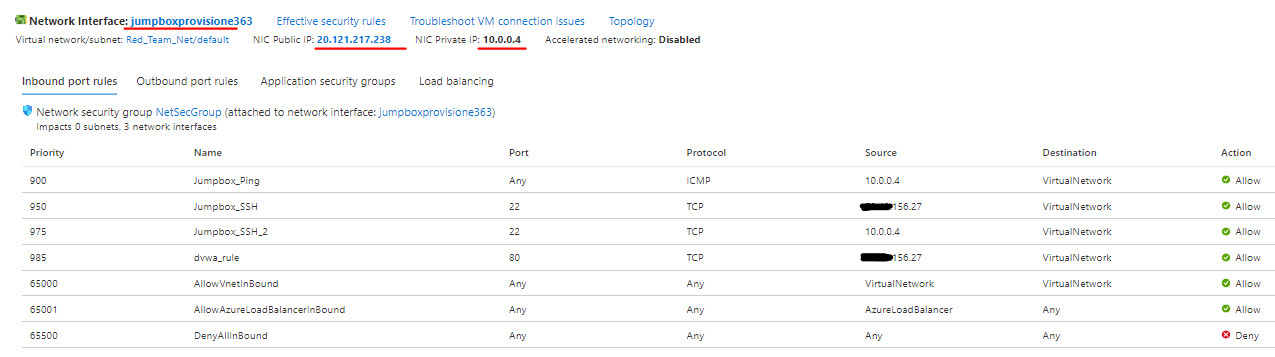 Network Interface: jumpboxprovisione363 Effective security rules Troubleshoot VM connection issues Topology
Virtual network/subnet: Red_Team_Net/default NIC Public IP: 20.121.217.238 NIC Private IP: 10.0.0.4 Accelerated networking: Disabled
Inbound port rules Outbound port rules Application security groups Load balancing
Network security group NetSecGroup (attached to network interface: jumpboxprovisione363)
Impacts 0 subnets, 3 network interfaces
Priority Name Port Protocol Source Destination Action
900 Jumpbox_Ping Any ICMP 10.0.0.4 VirtualNetwork Allow
950 Jumpbox_SSH 22 TCP 156.27 VirtualNetwork Allow
975 Jumpbox_SSH_2 22 TCP 10.0.0.4 VirtualNetwork Allow
985 dvwa_rule 80 TCP 156.27 VirtualNetwork Allow
65000 AllowVnetInBound Any Any VirtualNetwork VirtualNetwork Allow
65001 AllowAzureLoadBalancerInBound Any Any AzureLoadBalancer Any Allow
65500 DenyAllInBound Any Any Any Any Deny